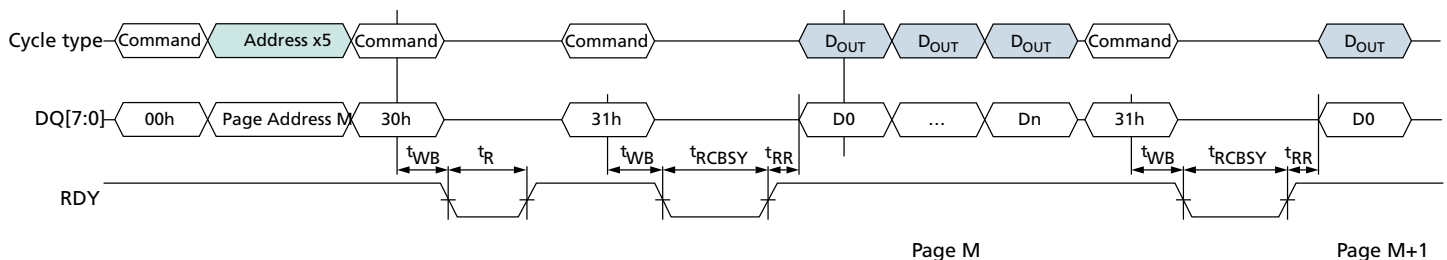 Cycle type Command Address x5 Command Command DOUT DOUT DOUT Command DOUT
DQ[7:0] 00h Page Address M 30h 31h D0 ... Dn 31h D0
tWB tR tWB tRCBSY tRR tWB tRCBSY tRR
RDY
Page M Page M+1